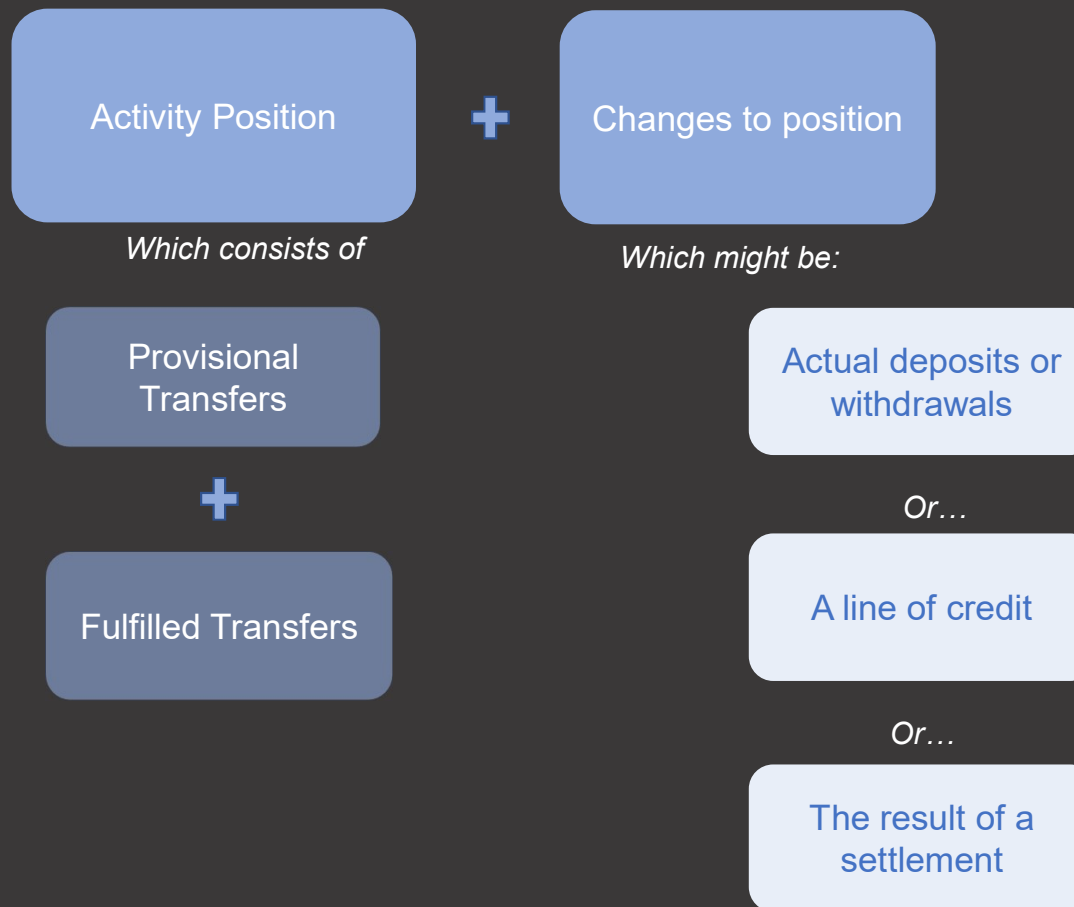 Activity Position
Changes to position
Which consists of
Which might be:
Provisional
Transfers
Fulfilled Transfers
Actual deposits or
withdrawals
Or…
A line of credit
Or…
The result of a
settlement